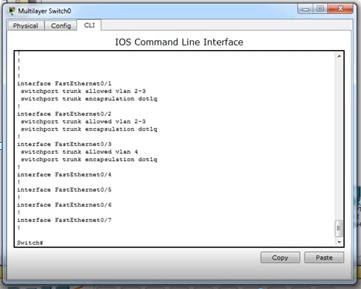 Multilayer Switch0
Physical Config CLI
IOS Command Line Interface
!
!
!
!
interface FastEthernet0/1
switchport trunk allowed vlan 2-3
switchport trunk encapsulation dot1q
!
interface FastEthernet0/2
switchport trunk allowed vlan 2-3
switchport trunk encapsulation dot1q
!
interface FastEthernet0/3
switchport trunk allowed vlan 4
switchport trunk encapsulation dot1q
!
interface FastEthernet0/4
!
interface FastEthernet0/5
!
interface FastEthernet0/6
!
interface FastEthernet0/7
!
Switch#
Copy Paste